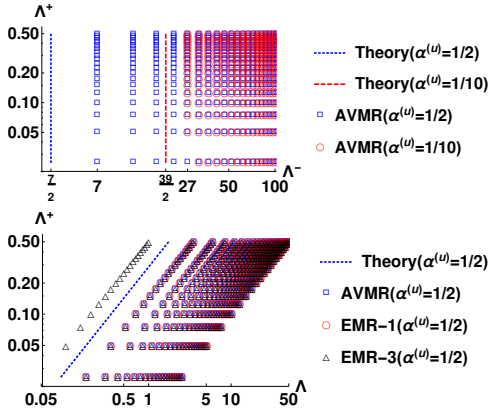 Λ⁺
0.50
0.20
0.10
0.05
7/2
7
39/2
27
50
100
Λ⁻
Theory(α⁽ᵘ⁾=1/2)
Theory(α⁽ᵘ⁾=1/10)
AVMR(α⁽ᵘ⁾=1/2)
AVMR(α⁽ᵘ⁾=1/10)
Λ⁺
0.50
0.20
0.10
0.05
0.05
0.5
1
5
10
50
Λ
Theory(α⁽ᵘ⁾=1/2)
AVMR(α⁽ᵘ⁾=1/2)
EMR-1(α⁽ᵘ⁾=1/2)
EMR-3(α⁽ᵘ⁾=1/2)